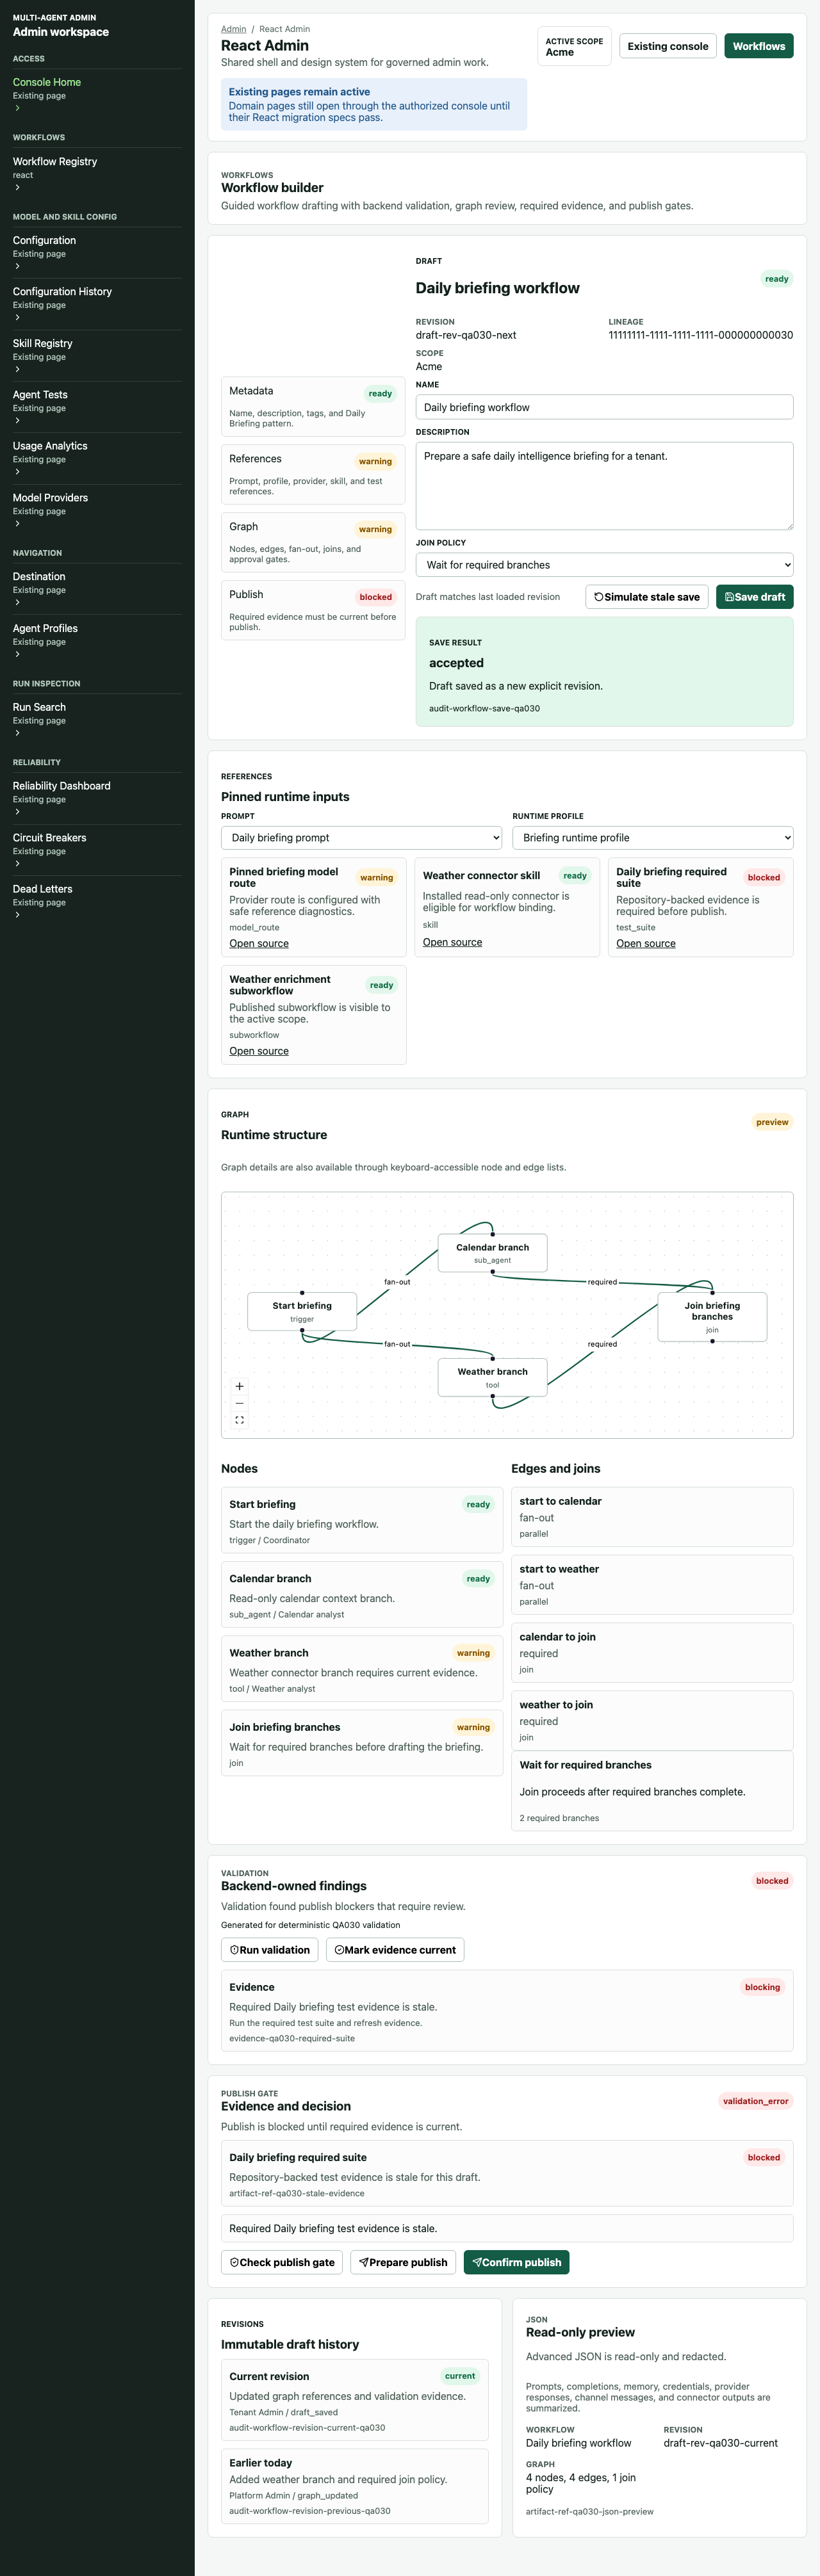 MULTI-AGENT ADMIN
Admin workspace
ACCESS
Console Home
Existing page
WORKFLOWS
Workflow Registry
react
MODEL AND SKILL CONFIG
Configuration
Existing page
Configuration History
Existing page
Skill Registry
Existing page
Agent Tests
Existing page
Usage Analytics
Existing page
Model Providers
Existing page
NAVIGATION
Destination
Existing page
Agent Profiles
Existing page
RUN INSPECTION
Run Search
Existing page
RELIABILITY
Reliability Dashboard
Existing page
Circuit Breakers
Existing page
Dead Letters
Existing page
Admin / React Admin
React Admin
Shared shell and design system for governed admin work.
ACTIVE SCOPE
Acme
Existing console
Workflows
Existing pages remain active
Domain pages still open through the authorized console until
their React migration specs pass.
WORKFLOWS
Workflow builder
Guided workflow drafting with backend validation, graph review, required evidence, and publish gates.
Metadata
ready
Name, description, tags, and Daily
Briefing pattern.
References
warning
Prompt, profile, provider, skill, and test
references.
Graph
warning
Nodes, edges, fan-out, joins, and
approval gates.
Publish
blocked
Required evidence must be current before
publish.
DRAFT
Daily briefing workflow
ready
REVISION
draft-rev-qa030-next
LINEAGE
11111111-1111-1111-1111-000000000030
SCOPE
Acme
NAME
Daily briefing workflow
DESCRIPTION
Prepare a safe daily intelligence briefing for a tenant.
JOIN POLICY
Wait for required branches
Draft matches last loaded revision
Simulate stale save
Save draft
SAVE RESULT
accepted
Draft saved as a new explicit revision.
audit-workflow-save-qa030
REFERENCES
Pinned runtime inputs
PROMPT
Daily briefing prompt
RUNTIME PROFILE
Briefing runtime profile
Pinned briefing model
route
warning
Provider route is configured with
safe reference diagnostics.
model_route
Open source
Weather connector skill
ready
Installed read-only connector is
eligible for workflow binding.
skill
Open source
Daily briefing required
suite
blocked
Repository-backed evidence is
required before publish.
test_suite
Open source
Weather enrichment
subworkflow
ready
Published subworkflow is visible to
the active scope.
subworkflow
Open source
GRAPH
Runtime structure
preview
Graph details are also available through keyboard-accessible node and edge lists.
Calendar branch
sub_agent
fan-out
required
Start briefing
trigger
Join briefing
branches
join
fan-out
required
Weather branch
tool
Nodes
Start briefing
ready
Start the daily briefing workflow.
trigger / Coordinator
Calendar branch
ready
Read-only calendar context branch.
sub_agent / Calendar analyst
Weather branch
warning
Weather connector branch requires current evidence.
tool / Weather analyst
Join briefing branches
warning
Wait for required branches before drafting the briefing.
join
Edges and joins
start to calendar
fan-out
parallel
start to weather
fan-out
parallel
calendar to join
required
join
weather to join
required
join
Wait for required branches
Join proceeds after required branches complete.
2 required branches
VALIDATION
Backend-owned findings
blocked
Validation found publish blockers that require review.
Generated for deterministic QA030 validation
Run validation
Mark evidence current
Evidence
blocking
Required Daily briefing test evidence is stale.
Run the required test suite and refresh evidence.
evidence-qa030-required-suite
PUBLISH GATE
Evidence and decision
validation_error
Publish is blocked until required evidence is current.
Daily briefing required suite
blocked
Repository-backed test evidence is stale for this draft.
artifact-ref-qa030-stale-evidence
Required Daily briefing test evidence is stale.
Check publish gate
Prepare publish
Confirm publish
REVISIONS
Immutable draft history
Current revision
current
Updated graph references and validation evidence.
Tenant Admin / draft_saved
audit-workflow-revision-current-qa030
Earlier today
Added weather branch and required join policy.
Platform Admin / graph_updated
audit-workflow-revision-previous-qa030
JSON
Read-only preview
Advanced JSON is read-only and redacted.
Prompts, completions, memory, credentials, provider
responses, channel messages, and connector outputs are
summarized.
WORKFLOW
Daily briefing workflow
REVISION
draft-rev-qa030-current
GRAPH
4 nodes, 4 edges, 1 join
policy
artifact-ref-qa030-json-preview